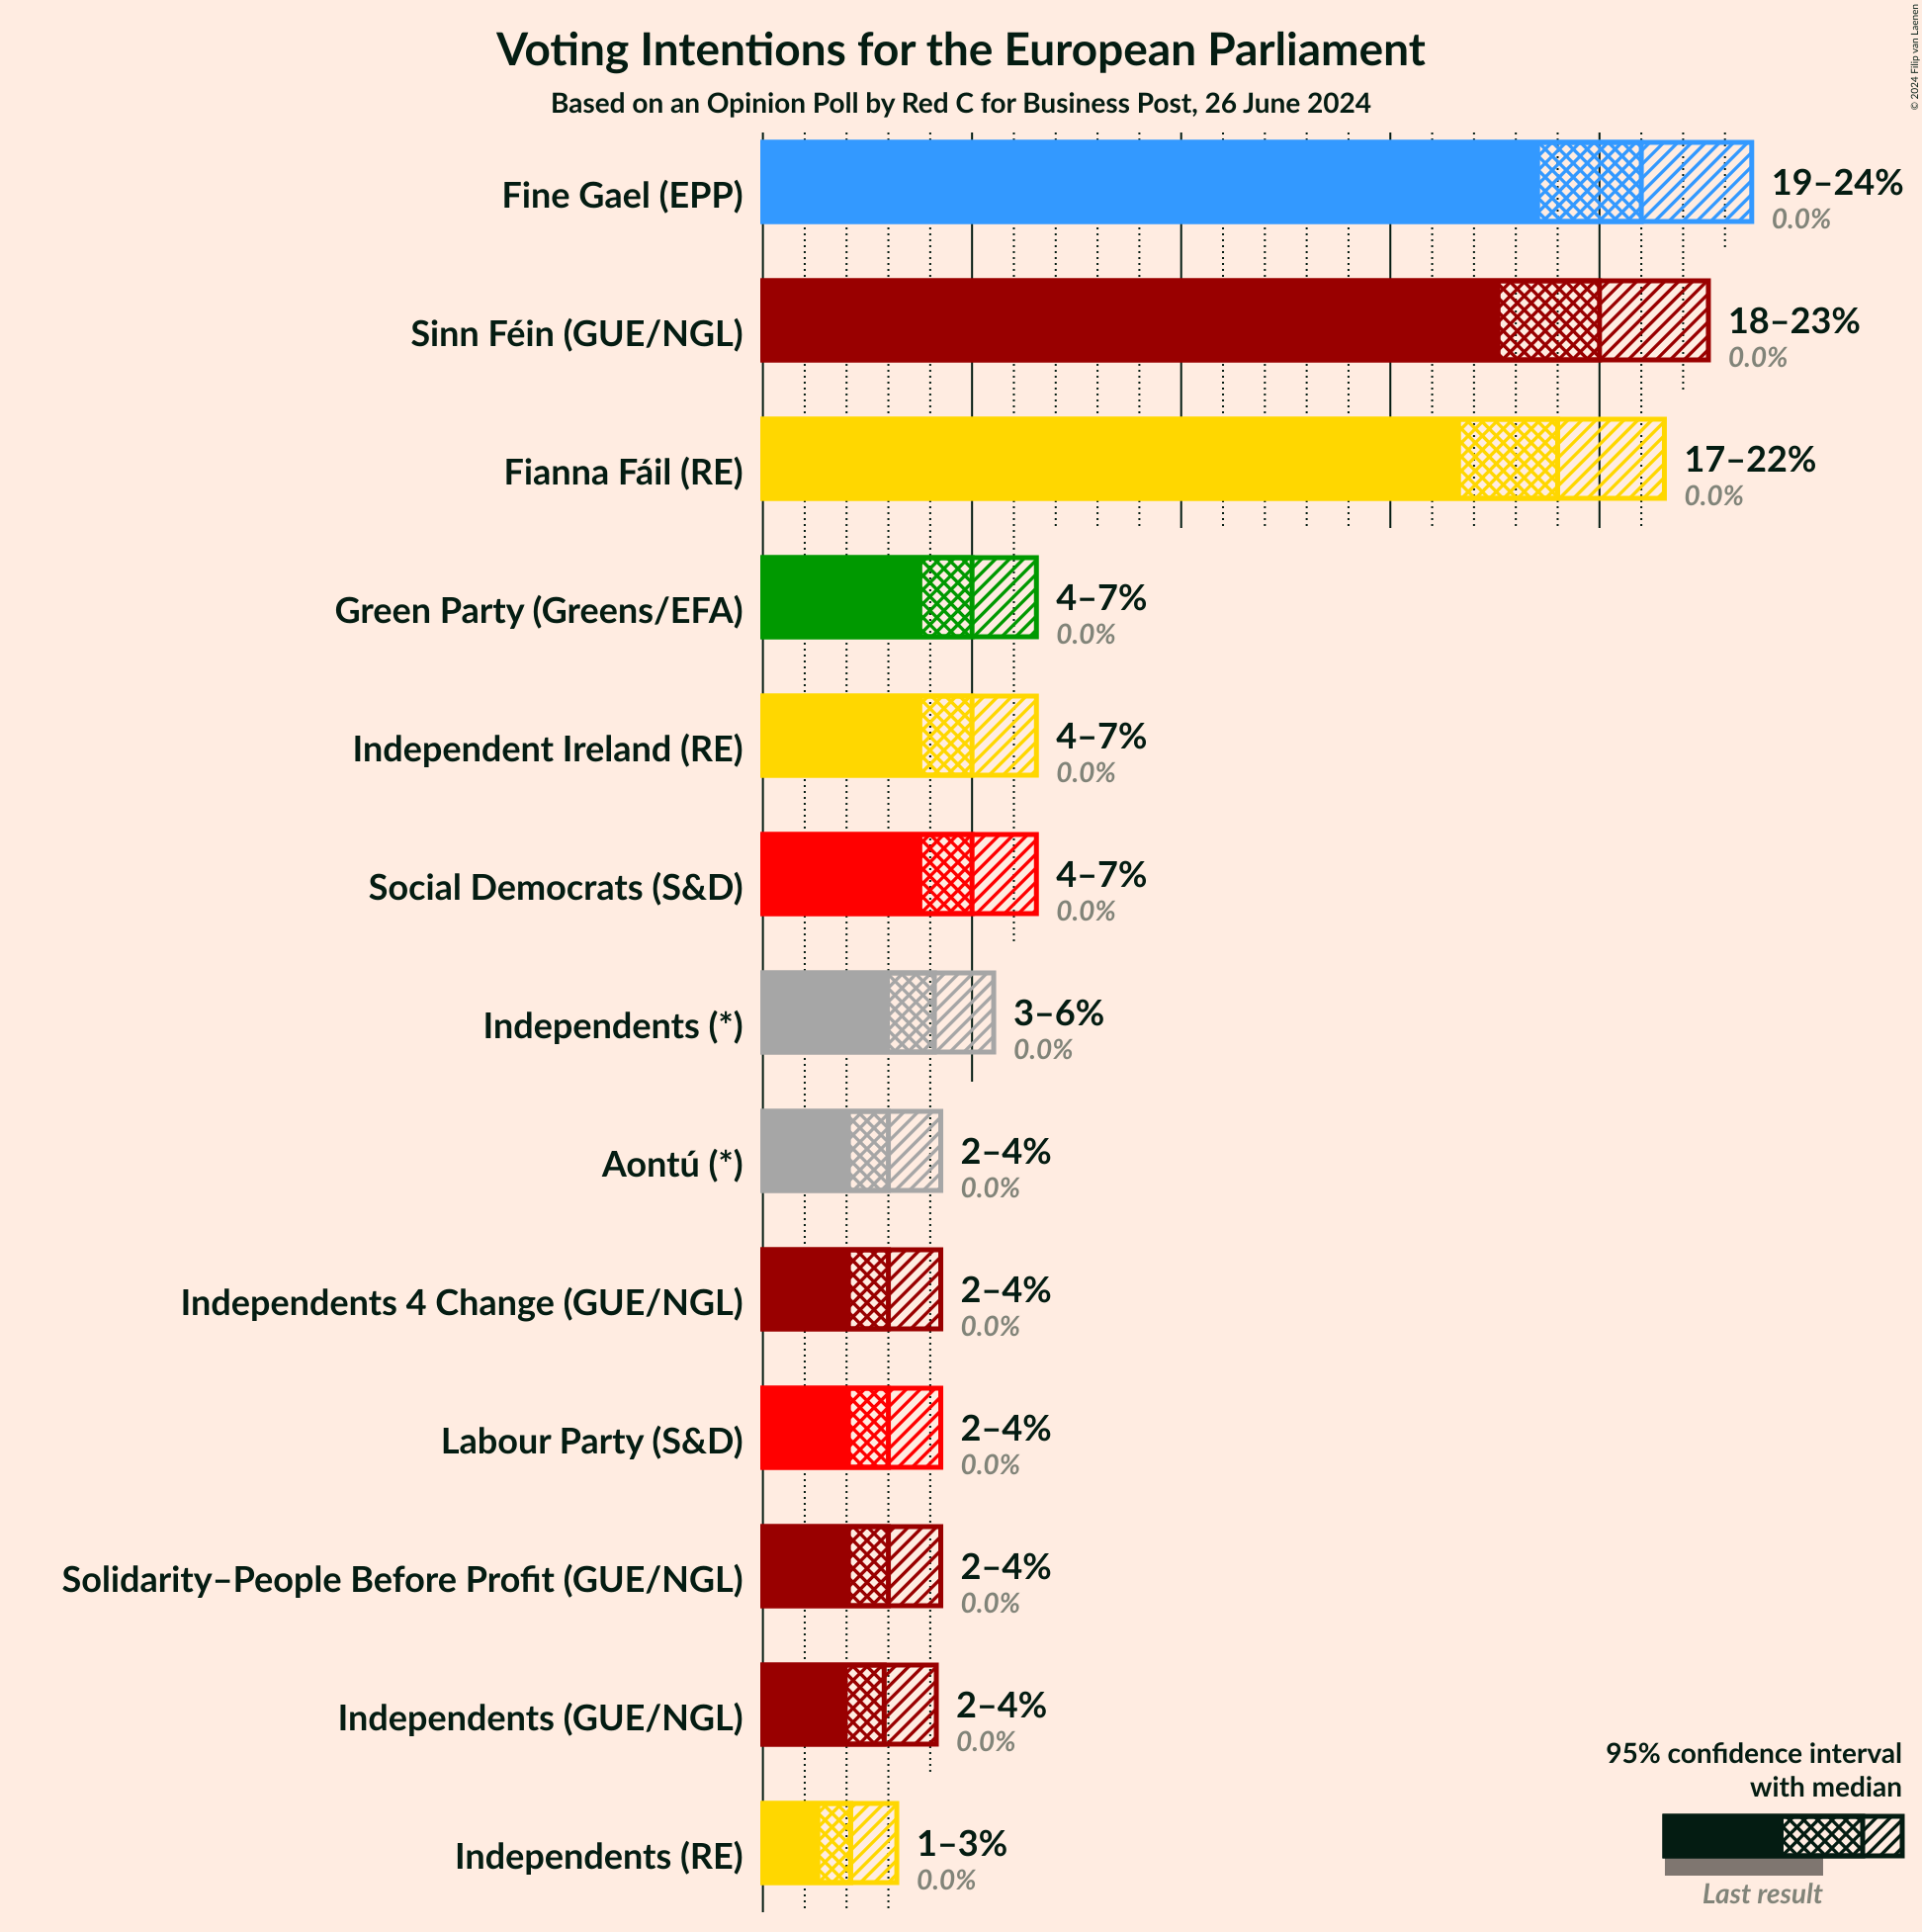 Voting Intentions for the European Parliament
Based on an Opinion Poll by Red C for Business Post, 26 June 2024
© 2024 Filip van Laenen
Fine Gael (EPP)
19–24%
0.0%
Sinn Féin (GUE/NGL)
18–23%
0.0%
Fianna Fáil (RE)
17–22%
0.0%
Green Party (Greens/EFA)
4–7%
0.0%
Independent Ireland (RE)
4–7%
0.0%
Social Democrats (S&D)
4–7%
0.0%
Independents (*)
3–6%
0.0%
Aontú (*)
2–4%
0.0%
Independents 4 Change (GUE/NGL)
2–4%
0.0%
Labour Party (S&D)
2–4%
0.0%
Solidarity–People Before Profit (GUE/NGL)
2–4%
0.0%
Independents (GUE/NGL)
2–4%
0.0%
Independents (RE)
1–3%
0.0%
95% confidence interval
with median
Last result